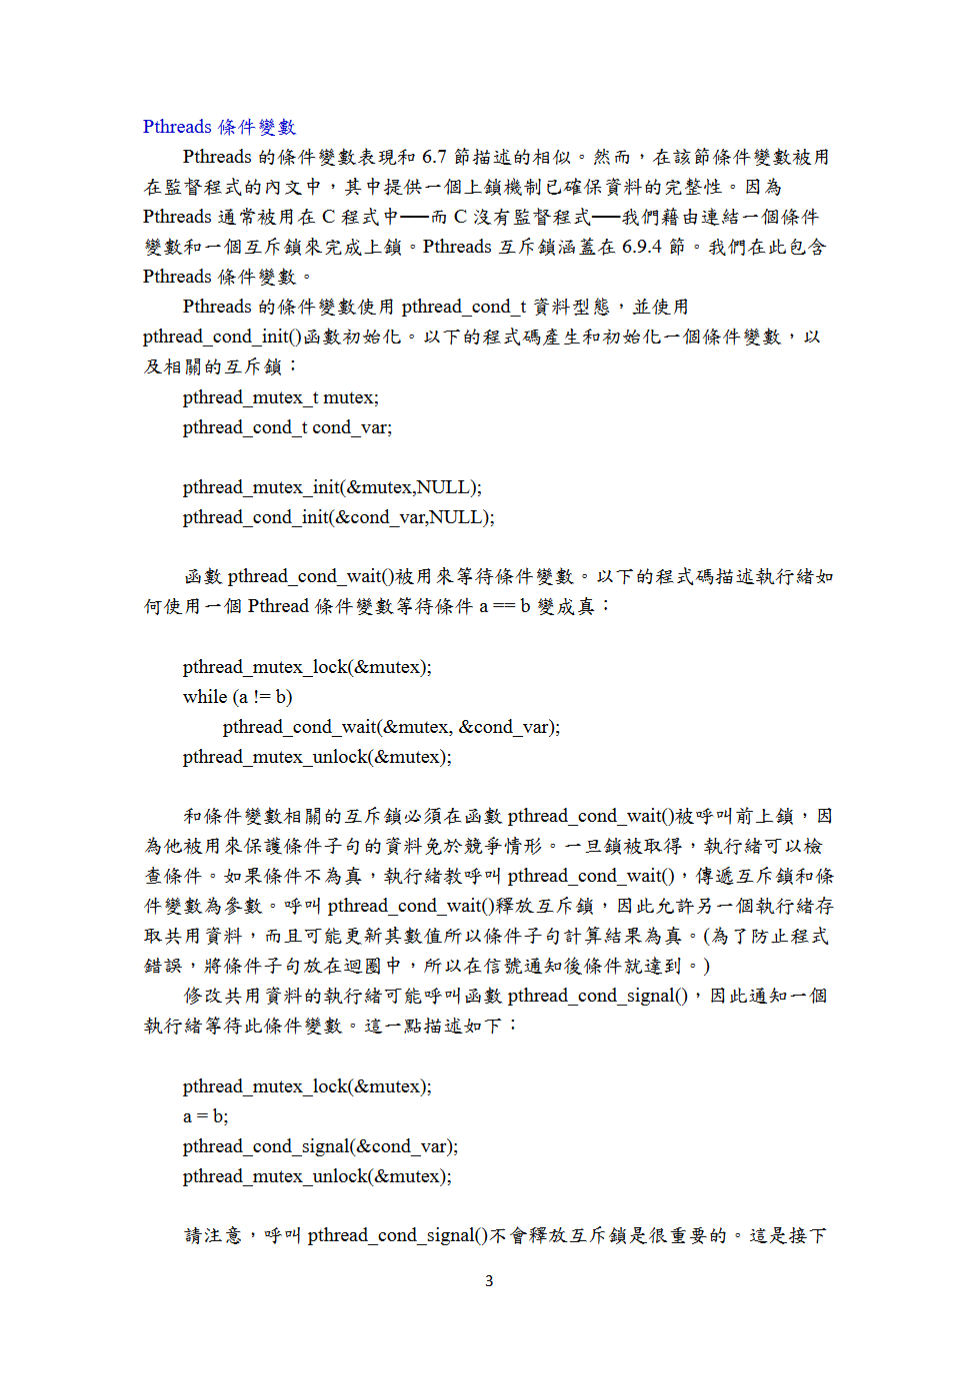 Pthreads 條件變數
Pthreads 的條件變數表現和 6.7 節描述的相似。然而，在該節條件變數被用
在監督程式的內文中，其中提供一個上鎖機制已確保資料的完整性。因為
Pthreads 通常被用在 C 程式中──而 C 沒有監督程式──我們藉由連結一個條件
變數和一個互斥鎖來完成上鎖。Pthreads 互斥鎖涵蓋在 6.9.4 節。我們在此包含
Pthreads 條件變數。
Pthreads 的條件變數使用 pthread_cond_t 資料型態，並使用
pthread_cond_init()函數初始化。以下的程式碼產生和初始化一個條件變數，以
及相關的互斥鎖：
pthread_mutex_t mutex;
pthread_cond_t cond_var;
pthread_mutex_init(&mutex,NULL);
pthread_cond_init(&cond_var,NULL);
函數 pthread_cond_wait()被用來等待條件變數。以下的程式碼描述執行緒如
何使用一個 Pthread 條件變數等待條件 a == b 變成真：
pthread_mutex_lock(&mutex);
while (a != b)
pthread_cond_wait(&mutex, &cond_var);
pthread_mutex_unlock(&mutex);
和條件變數相關的互斥鎖必須在函數 pthread_cond_wait()被呼叫前上鎖，因
為他被用來保護條件子句的資料免於競爭情形。一旦鎖被取得，執行緒可以檢
查條件。如果條件不為真，執行緒教呼叫 pthread_cond_wait()，傳遞互斥鎖和條
件變數為參數。呼叫 pthread_cond_wait()釋放互斥鎖，因此允許另一個執行緒存
取共用資料，而且可能更新其數值所以條件子句計算結果為真。(為了防止程式
錯誤，將條件子句放在迴圈中，所以在信號通知後條件就達到。)
修改共用資料的執行緒可能呼叫函數 pthread_cond_signal()，因此通知一個
執行緒等待此條件變數。這一點描述如下：
pthread_mutex_lock(&mutex);
a = b;
pthread_cond_signal(&cond_var);
pthread_mutex_unlock(&mutex);
請注意，呼叫 pthread_cond_signal()不會釋放互斥鎖是很重要的。這是接下
3